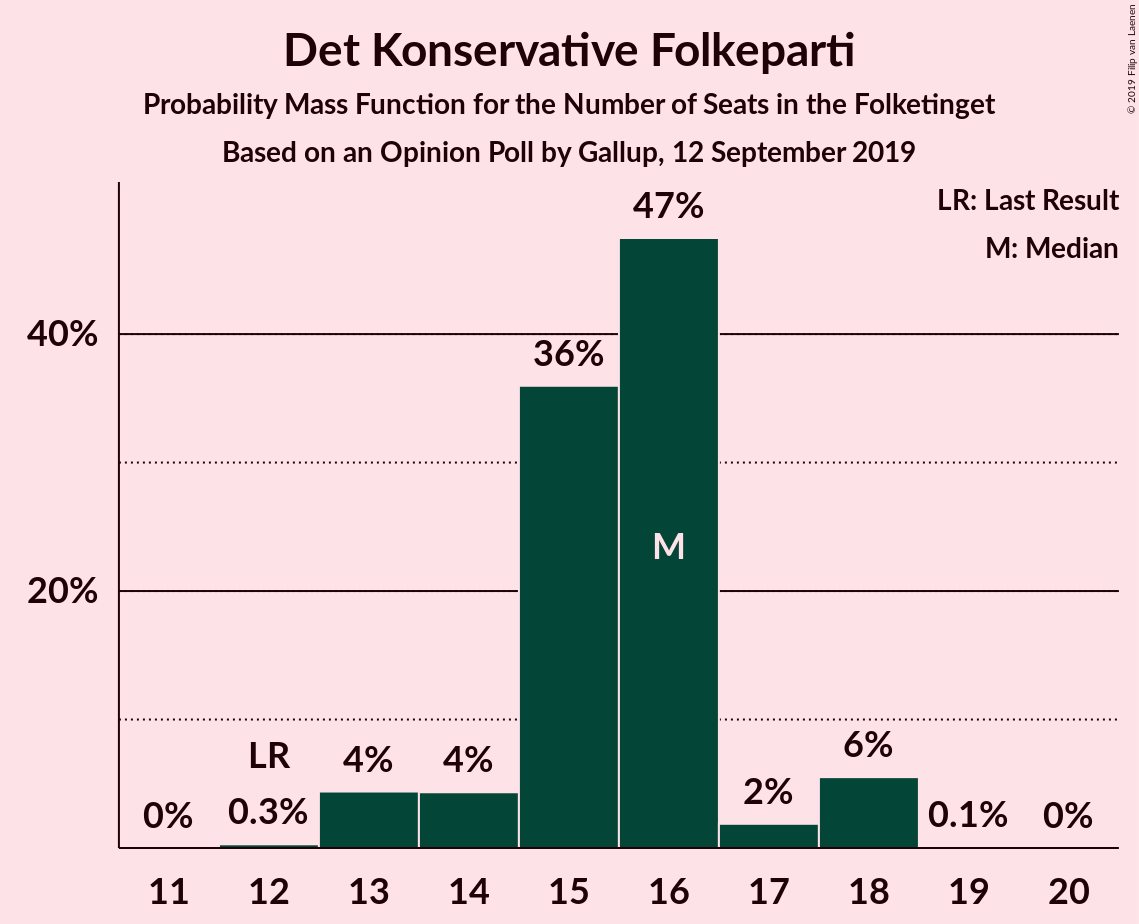 Det Konservative Folkeparti
Probability Mass Function for the Number of Seats in the Folketinget
Based on an Opinion Poll by Gallup, 12 September 2019
© 2019 Filip van Laenen
LR: Last Result
M: Median
40%
20%
0%
LR
0.3%
4%
4%
36%
47%
M
2%
6%
0.1%
0%
11 12 13 14 15 16 17 18 19 20